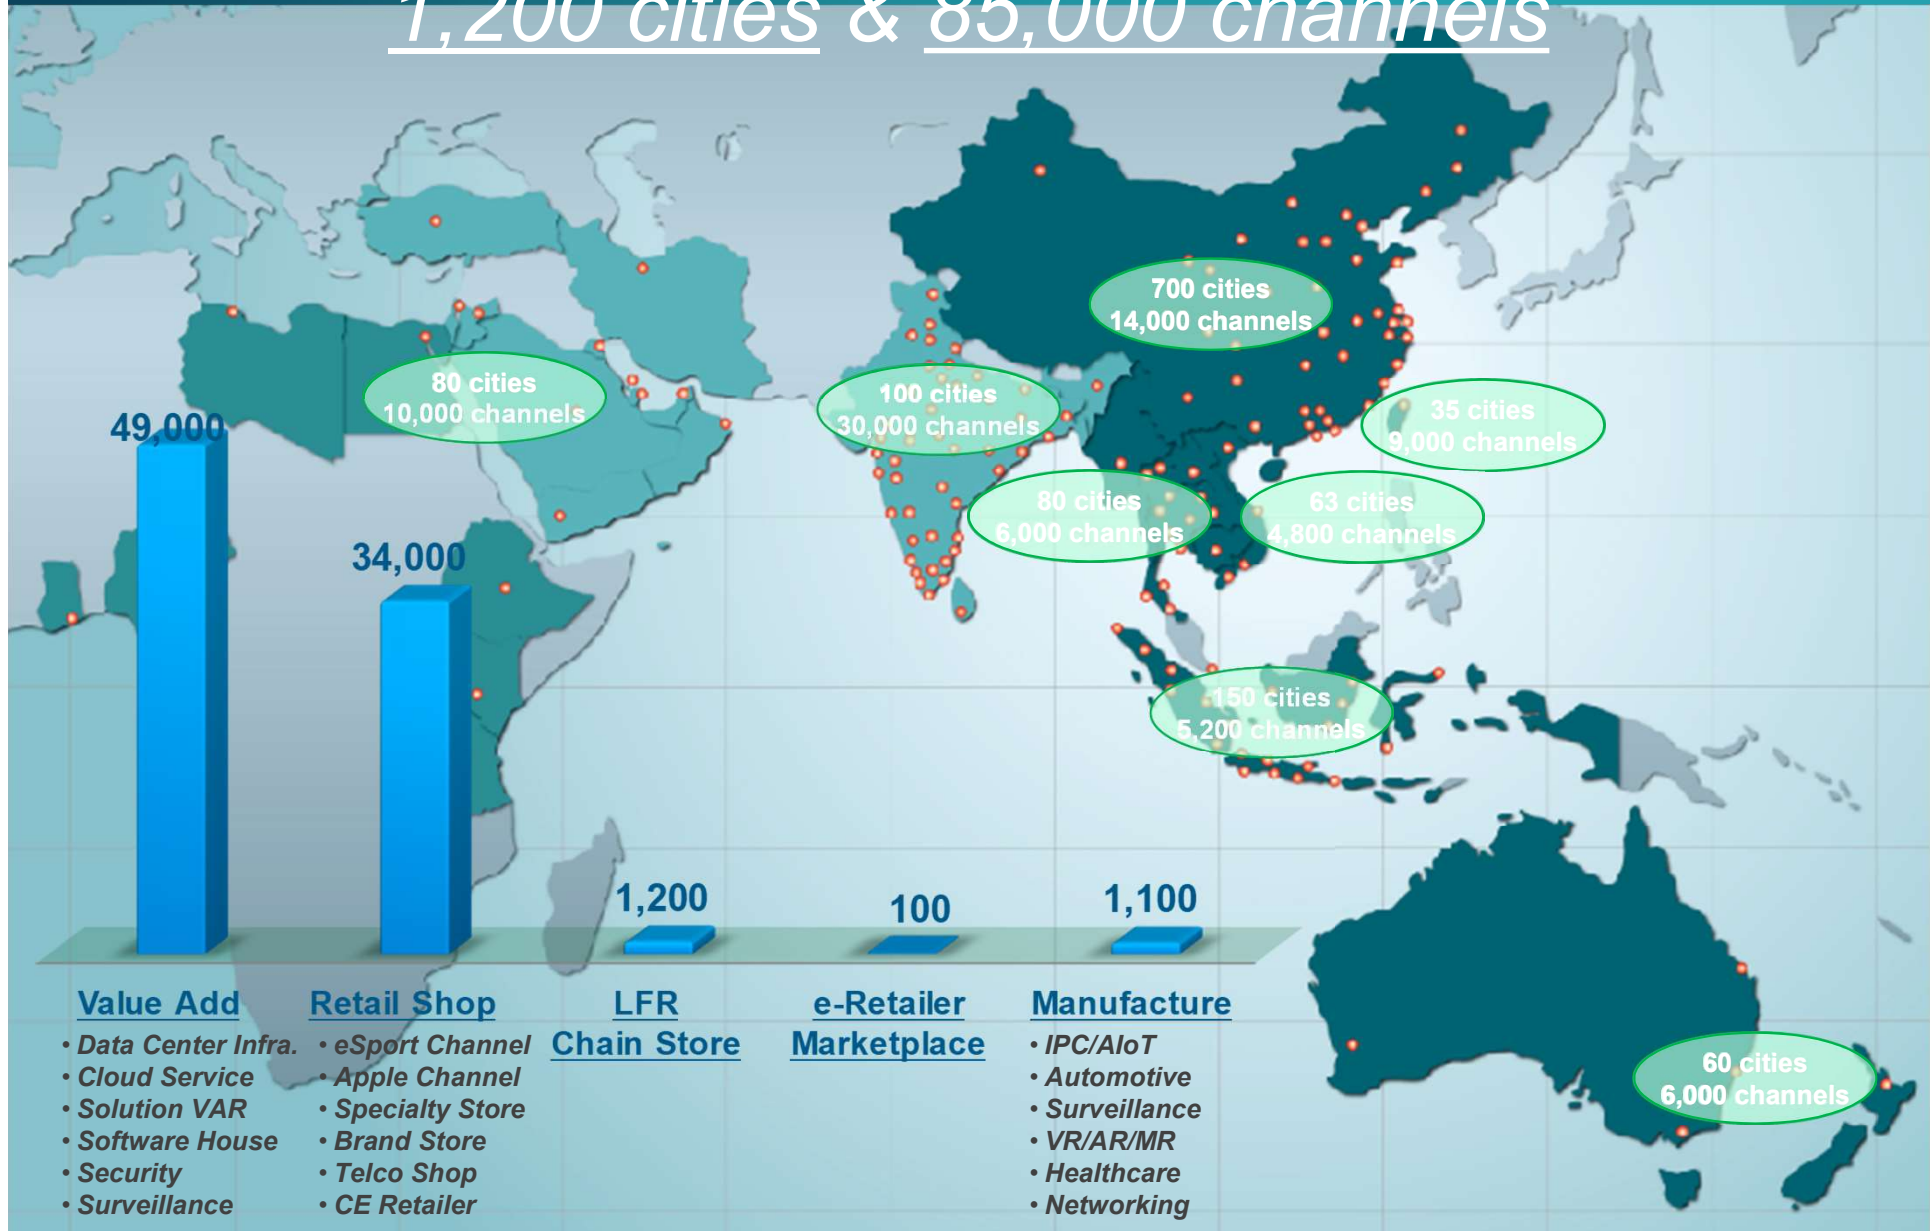 1,200 cities & 85,000 channels
700 cities
14,000 channels
80 cities
10,000 channels
100 cities
30,000 channels
35 cities
9,000 channels
80 cities
6,000 channels
63 cities
4,800 channels
150 cities
5,200 channels
60 cities
6,000 channels
49,000
34,000
1,200
100
1,100
Value Add
• Data Center Infra.
• Cloud Service
• Solution VAR
• Software House
• Security
• Surveillance
Retail Shop
• eSport Channel
• Apple Channel
• Specialty Store
• Brand Store
• Telco Shop
• CE Retailer
LFR
Chain Store
e-Retailer
Marketplace
Manufacture
• IPC/AIoT
• Automotive
• Surveillance
• VR/AR/MR
• Healthcare
• Networking